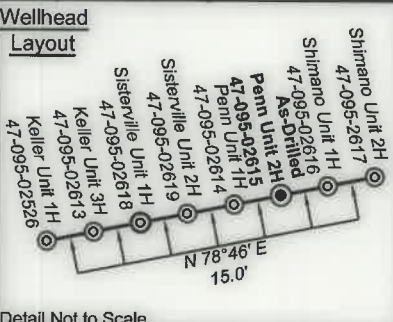 Wellhead
Layout
Keller Unit 1H
47-095-02526
Keller Unit 3H
47-095-02613
Sisterville Unit 1H
47-095-02618
Sisterville Unit 2H
47-095-02619
Penn Unit 1H
47-095-02614
Penn Unit 2H
47-095-02615
As-Drilled
Shimano Unit 1H
47-095-02616
Shimano Unit 2H
47-095-2617
N 78°46' E
15.0'
Detail Not to Scale